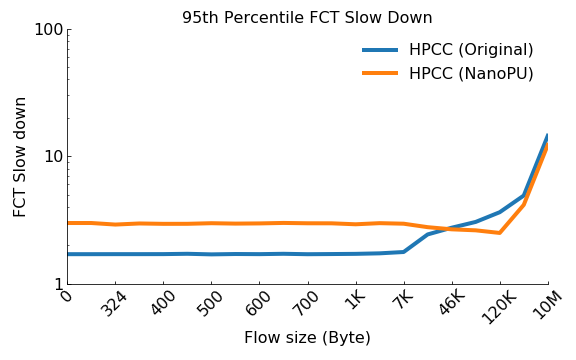 95th Percentile FCT Slow Down
HPCC (Original)
HPCC (NanoPU)
FCT Slow down
100
10
1
0
324
400
500
600
700
1K
7K
46K
120K
10M
Flow size (Byte)